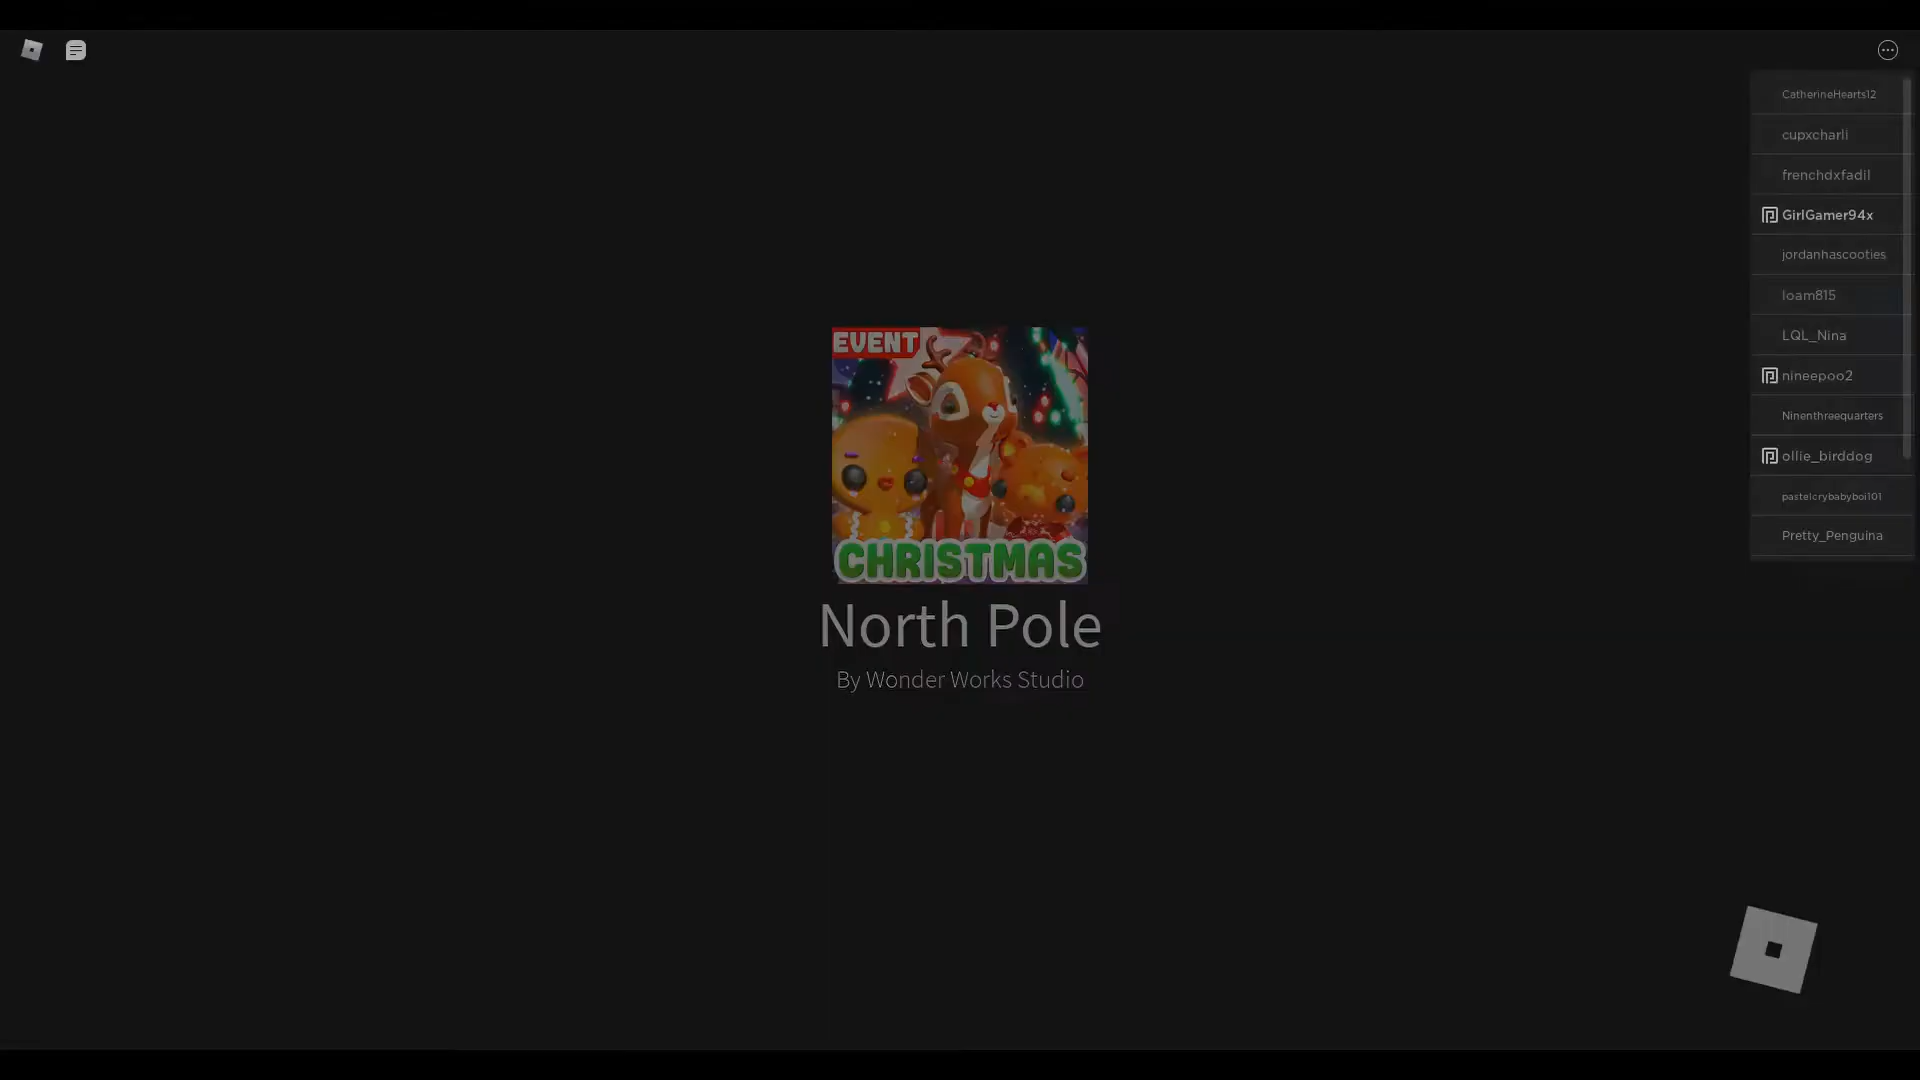 CatherineHearts12
cupxcharli
frenchdxfadil
GirlGamer94x
jordanhascooties
loam815
LQL_Nina
nineepoo2
Ninenthreequarters
ollie_birddog
pastelcrybabyboi101
Pretty_Penguina
EVENT
CHRISTMAS
North Pole
By Wonder Works Studio